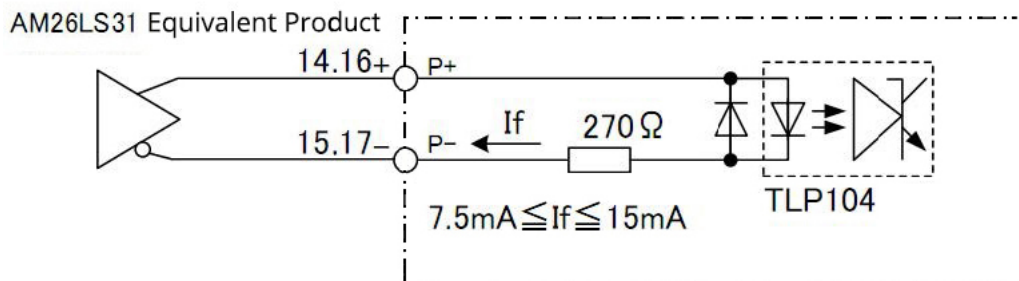 AM26LS31 Equivalent Product
14.16+ P+
If 270Ω
15.17− P−
TLP104
7.5mA≦If≦15mA